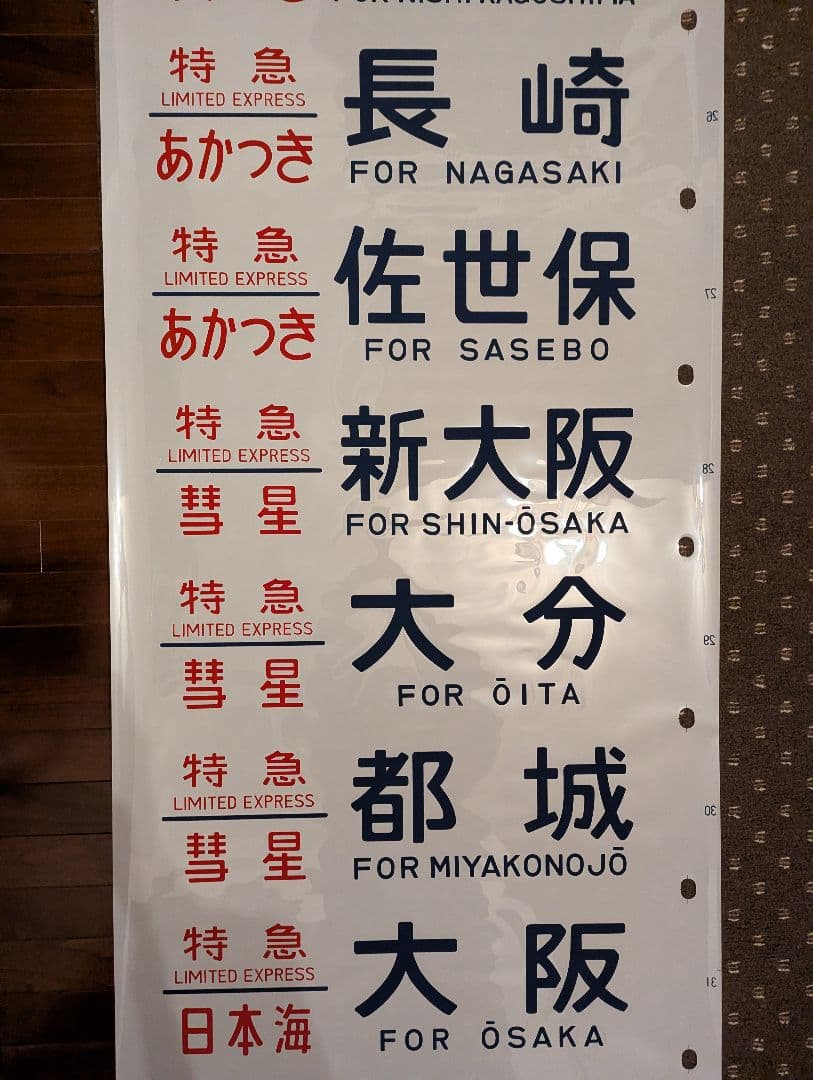 FOR NISHI-KAGOSHIMA
特急
LIMITED EXPRESS
あかつき
長崎
FOR NAGASAKI
26
特急
LIMITED EXPRESS
あかつき
佐世保
FOR SASEBO
27
特急
LIMITED EXPRESS
彗星
新大阪
FOR SHIN-ŌSAKA
28
特急
LIMITED EXPRESS
彗星
大分
FOR ŌITA
29
特急
LIMITED EXPRESS
彗星
都城
FOR MIYAKONOJŌ
30
特急
LIMITED EXPRESS
日本海
大阪
FOR ŌSAKA
31